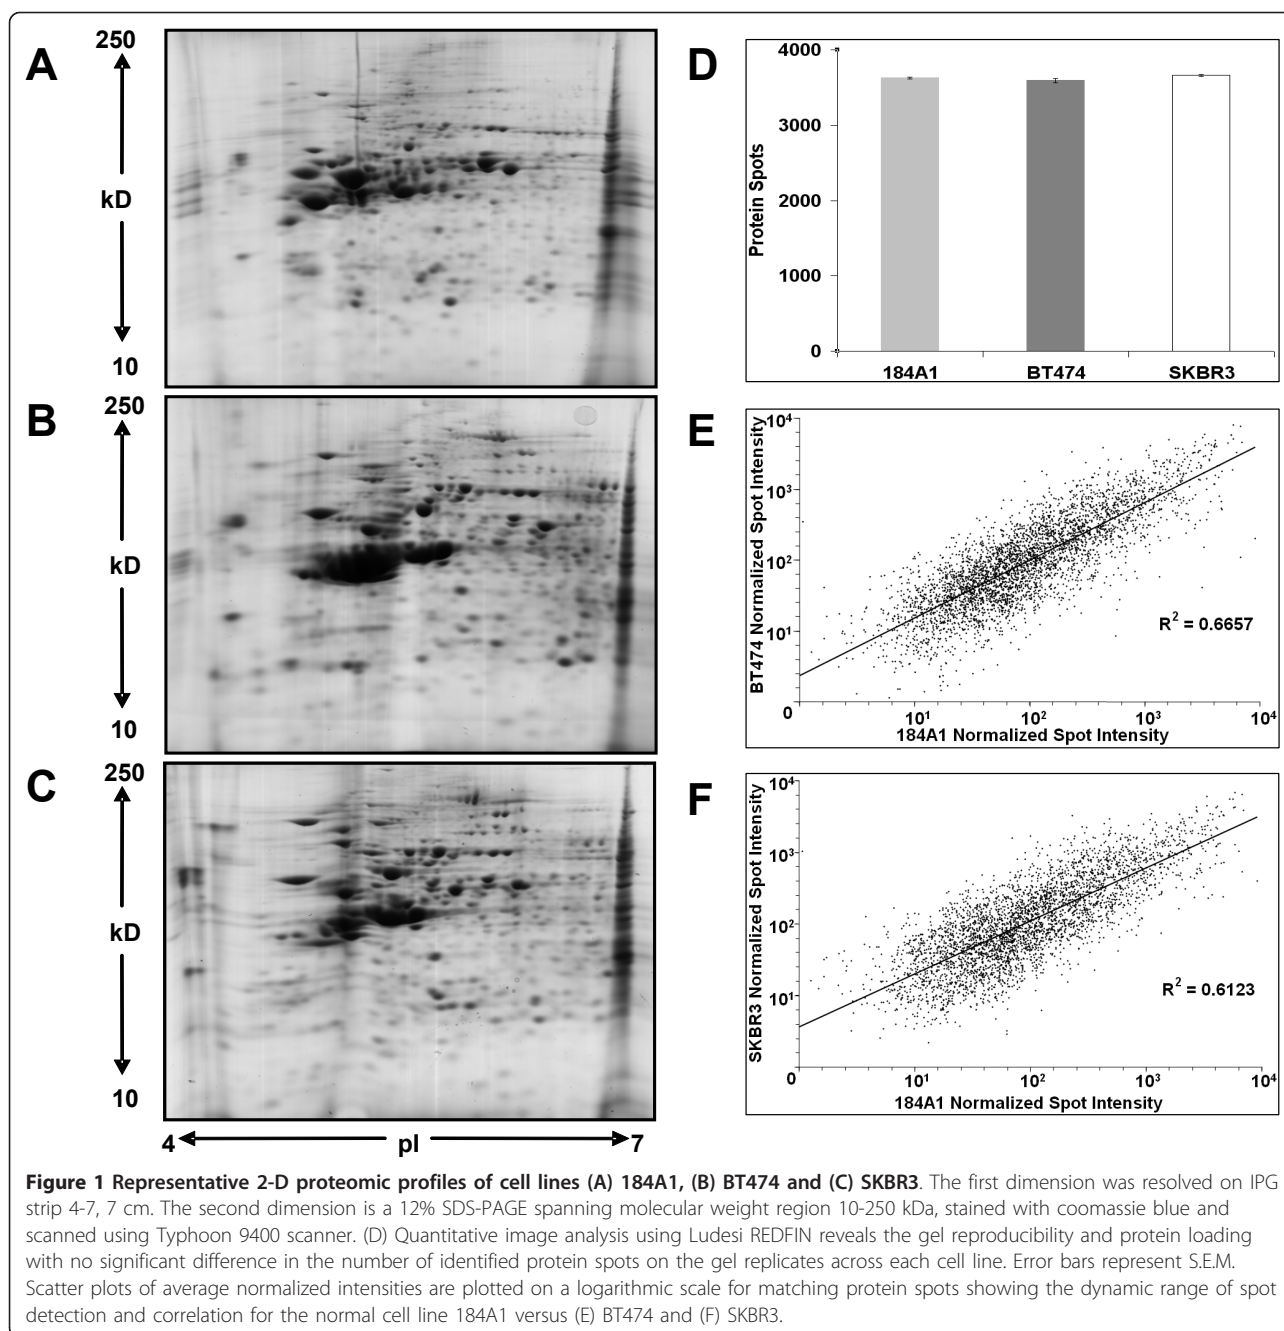 A
250
kD
10
B
250
kD
10
C
250
kD
10
4 pI 7
D
4000
3000
2000
1000
0
Protein Spots
184A1 BT474 SKBR3
E
BT474 Normalized Spot Intensity
10⁴
10³
10²
10¹
0
R² = 0.6657
10¹ 10² 10³ 10⁴
184A1 Normalized Spot Intensity
F
SKBR3 Normalized Spot Intensity
10⁴
10³
10²
10¹
0
R² = 0.6123
10¹ 10² 10³ 10⁴
184A1 Normalized Spot Intensity
Figure 1 Representative 2-D proteomic profiles of cell lines (A) 184A1, (B) BT474 and (C) SKBR3. The first dimension was resolved on IPG
strip 4-7, 7 cm. The second dimension is a 12% SDS-PAGE spanning molecular weight region 10-250 kDa, stained with coomassie blue and
scanned using Typhoon 9400 scanner. (D) Quantitative image analysis using Ludesi REDFIN reveals the gel reproducibility and protein loading
with no significant difference in the number of identified protein spots on the gel replicates across each cell line. Error bars represent S.E.M.
Scatter plots of average normalized intensities are plotted on a logarithmic scale for matching protein spots showing the dynamic range of spot
detection and correlation for the normal cell line 184A1 versus (E) BT474 and (F) SKBR3.